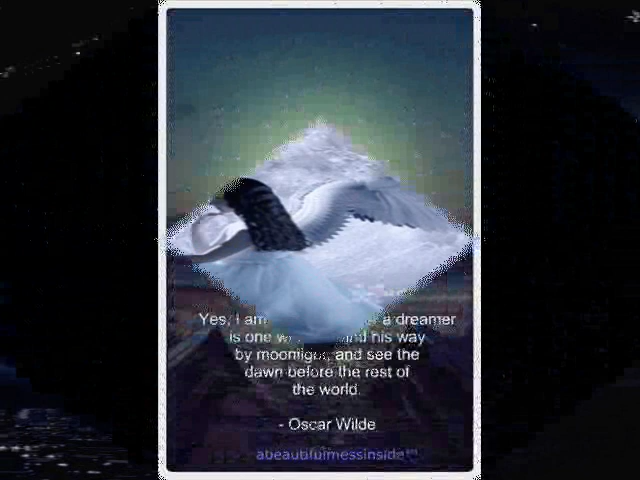 Yes, I am a dreamer
is one his way
by moonlight, and see the
dawn before the rest of
the world.
- Oscar Wilde
abeautifulmessinside